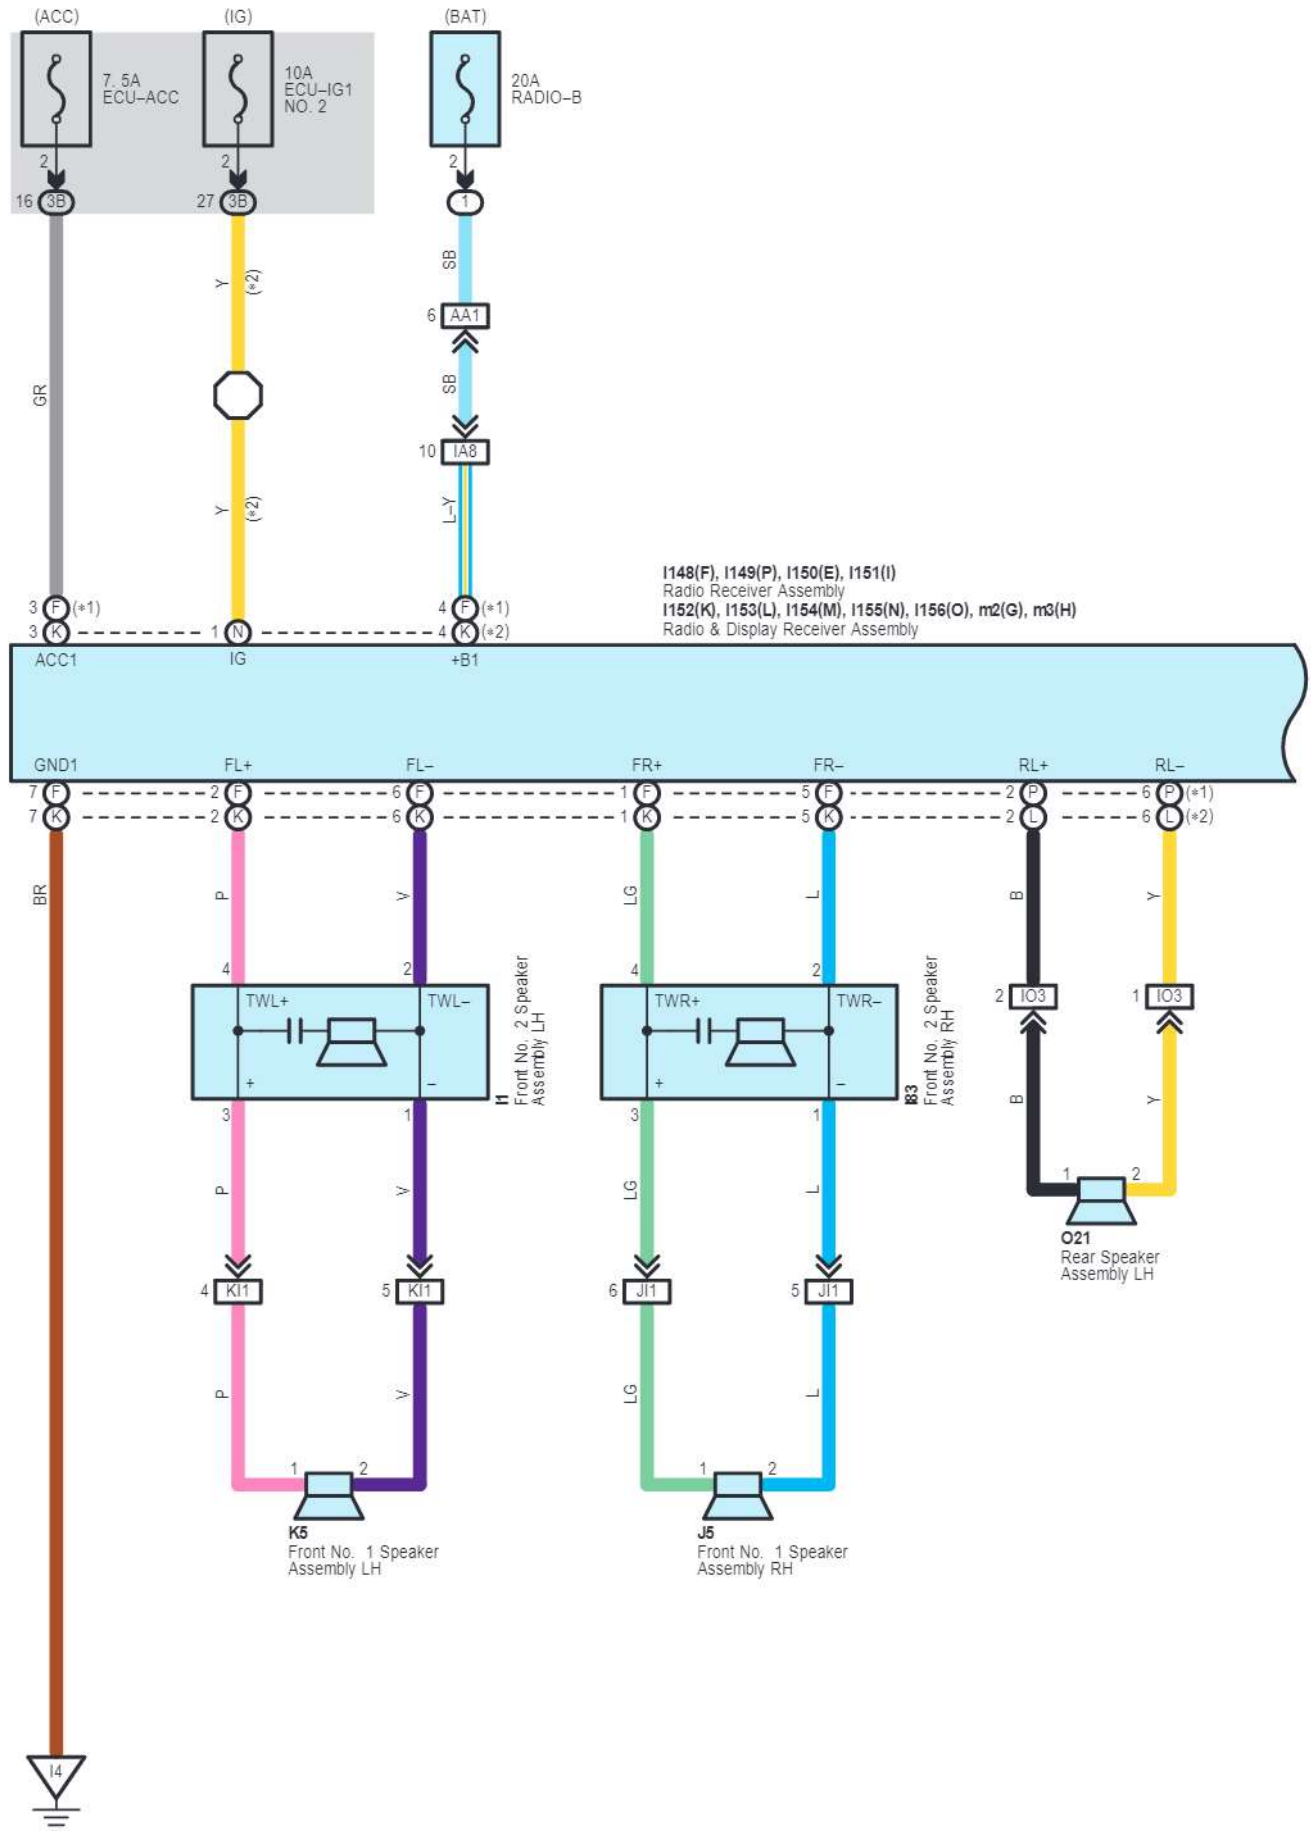 (ACC) (IG) (BAT)
7. 5A
ECU–ACC
10A
ECU–IG1
NO. 2
20A
RADIO–B
2 2 2
16 3B 27 3B 1
SB
Y (*2)
6 AA1
GR
SB
10 IA8
Y (*2)
L–Y
I148(F), I149(P), I150(E), I151(I)
Radio Receiver Assembly
I152(K), I153(L), I154(M), I155(N), I156(O), m2(G), m3(H)
Radio & Display Receiver Assembly
3 F (*1) 4 F (*1)
3 K 1 N 4 K (*2)
ACC1 IG +B1
GND1 FL+ FL– FR+ FR– RL+ RL–
7 F 2 F 6 F 1 F 5 F 2 P 6 P (*1)
7 K 2 K 6 K 1 K 5 K 2 L 6 L (*2)
BR P V LG L B Y
4 2 4 2
TWL+ TWL– TWR+ TWR–
2 IO3 1 IO3
+ – + –
I1
Front No. 2 Speaker
Assembly LH
I83
Front No. 2 Speaker
Assembly RH
B Y
3 1 3 1
P V LG L
1 2
O21
Rear Speaker
Assembly LH
4 KI1 5 KI1 6 JI1 5 JI1
P V LG L
1 2 1 2
K5
Front No. 1 Speaker
Assembly LH
J5
Front No. 1 Speaker
Assembly RH
I4